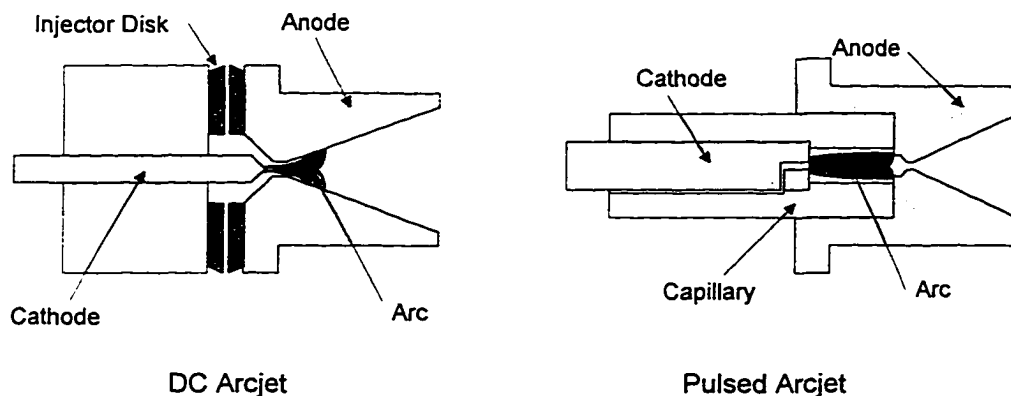 Injector Disk
Anode
Cathode
Arc
DC Arcjet
Cathode
Anode
Capillary
Arc
Pulsed Arcjet